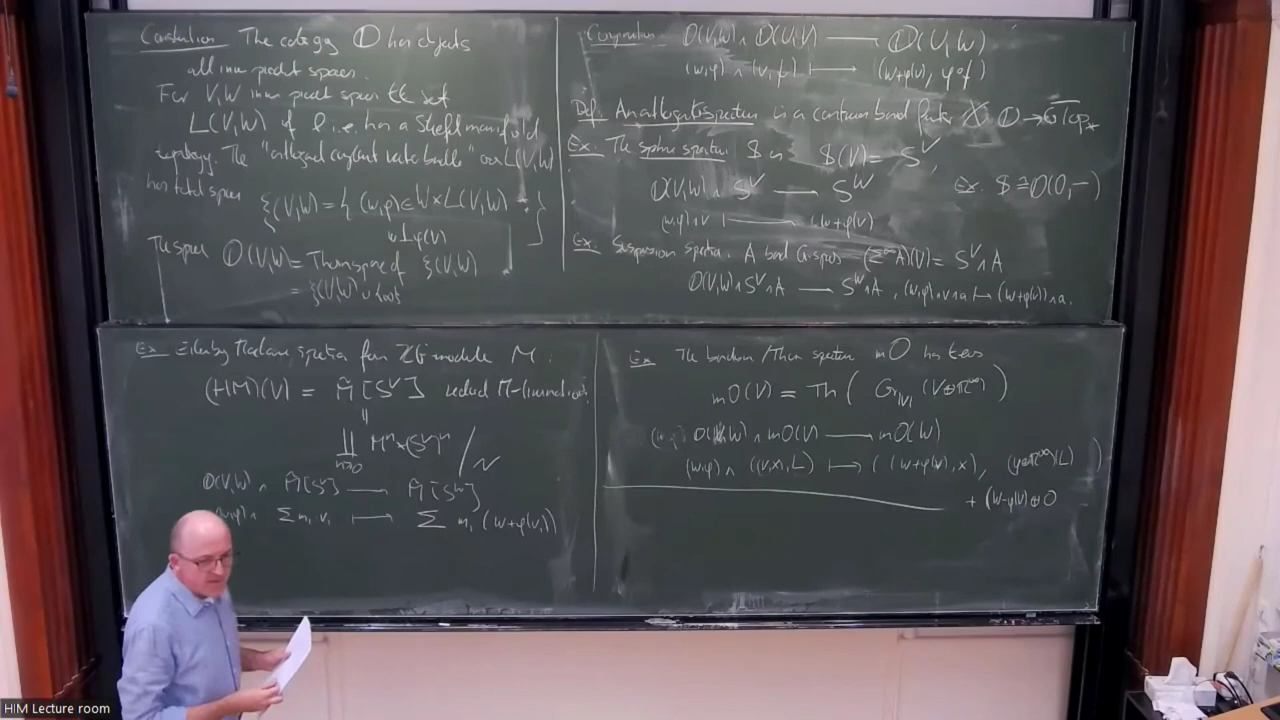 Construction The category O has objects
all inner product spaces.
For V, W inner product spaces the set
L(V,W) of l.i.e. has a Stiefel manifold
topology. The "orthogonal complement vector bundle" over L(V,W)
has total space
ξ(V,W) = { (w,φ) ∈ W × L(V,W) }
w ⊥ φ(V)
The space O(V,W) = Thom space of ξ(V,W)
= ξ(V,W) ∪ {∞}
Composition O(V,W) ∧ O(U,V) → O(U,W)
(w,φ) ∧ (v,ψ) ↦ (w+φ(v), φ∘ψ)
Def: An orthogonal G-spectrum is a continuous based functor X: O → GTop_*
Ex: The sphere spectrum S is S(V) = S^V
O(V,W) ∧ S^V → S^W
Ex. S ≅ O(0,−)
(w,φ) ∧ v ↦ w+φ(v)
Ex: Suspension spectra. A based G-space (Σ^∞A)(V) = S^V ∧ A
O(V,W) ∧ S^V ∧ A → S^W ∧ A, (w,φ) ∧ v ∧ a ↦ (w+φ(v)) ∧ a.
Ex: Eilenberg MacLane spectra for ZG-module M.
(HM)(V) = M̃[S^V] reduced M-linearization
∐ M^n × (S^V)^n / ~
n≥0
O(V,W) ∧ M̃[S^V] → M̃[S^W]
(w,φ) ∧ Σ m_i v_i ↦ Σ m_i (w+φ(v_i))
Ex The bordism/Thom spectrum mO has terms
mO(V) = Th( Gr_|V| (V⊕R^∞) )
O(V,W) ∧ mO(V) → mO(W)
(w,φ) ∧ ((v,x), L) ↦ ( (w+φ(v), x), (φ⊕R^∞)(L) )
+ (W−φ(V)) ⊕ 0
HIM Lecture room